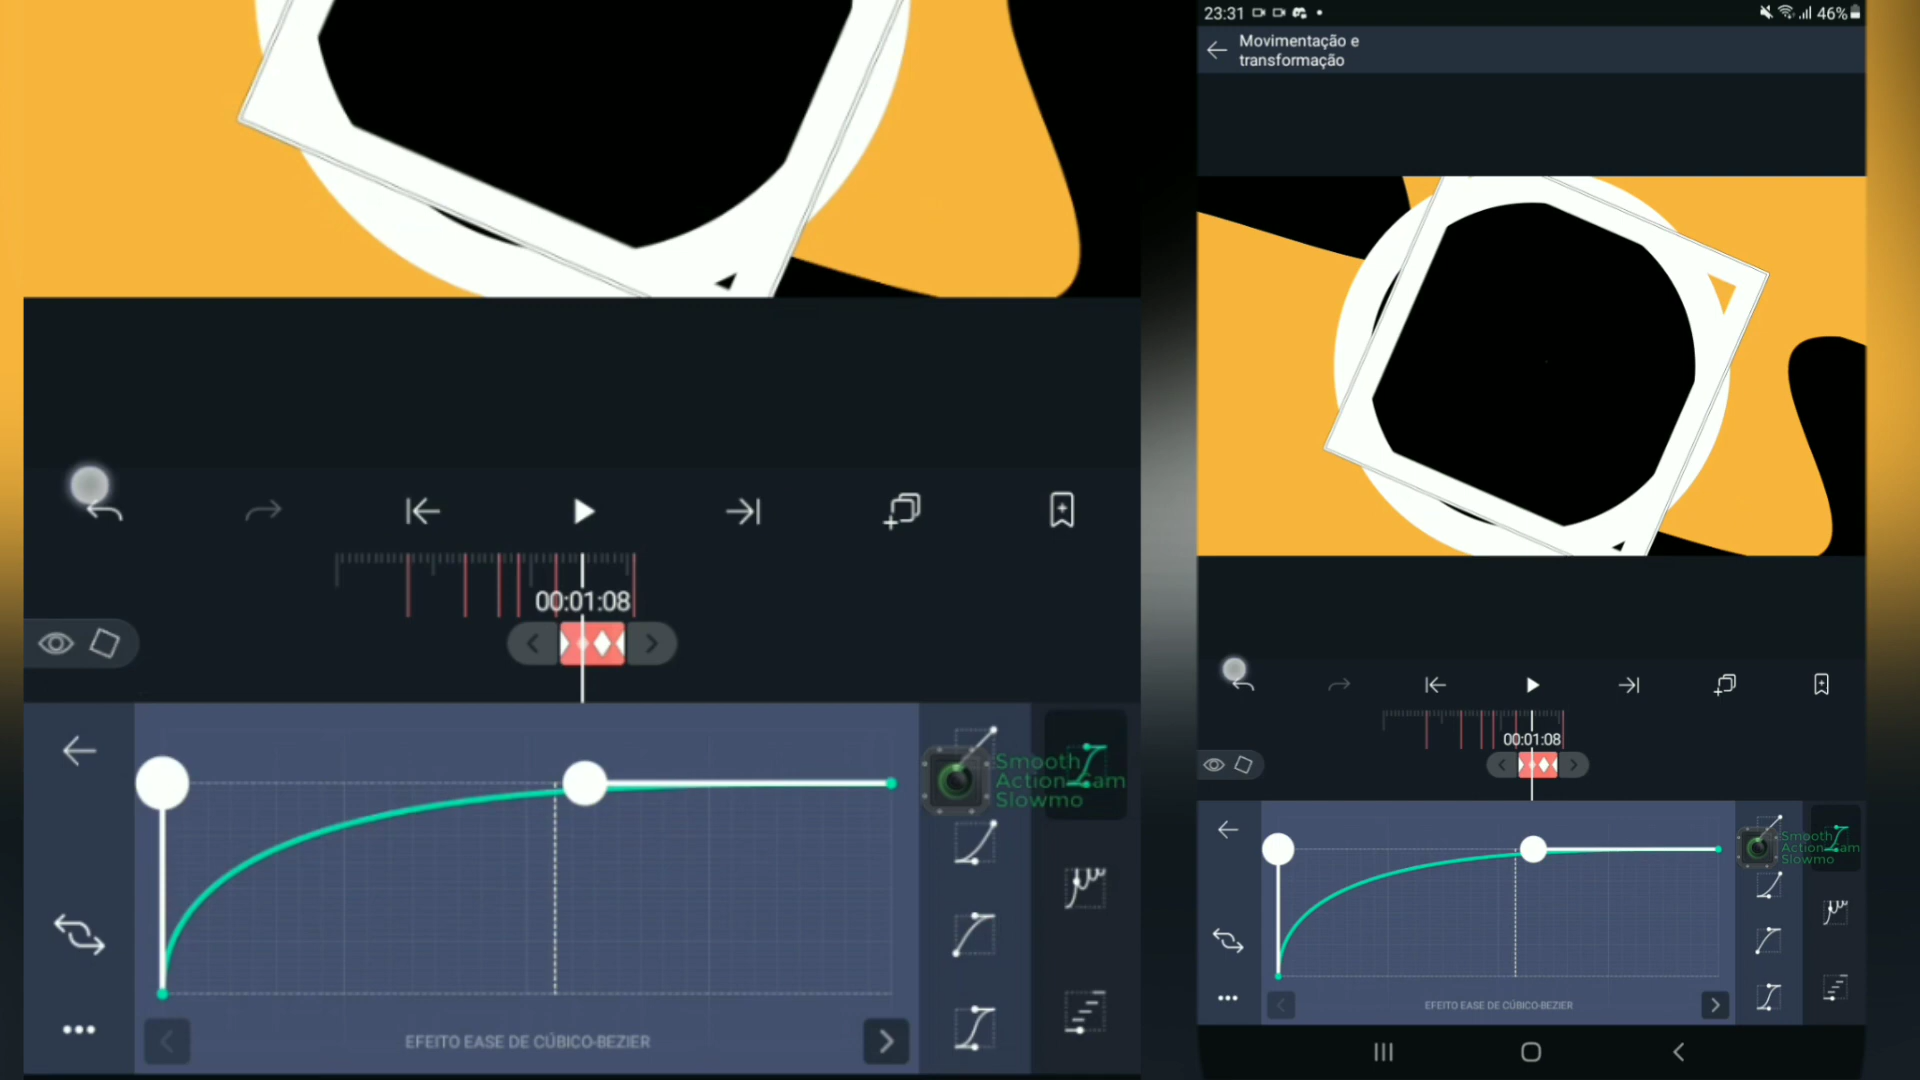 00:01:08
Smooth
Action Cam
Slowmo
EFEITO EASE DE CÚBICO-BEZIER
23:31
46%
Movimentação e
transformação
00:01:08
Smooth
Action Cam
Slowmo
EFEITO EASE DE CÚBICO-BEZIER